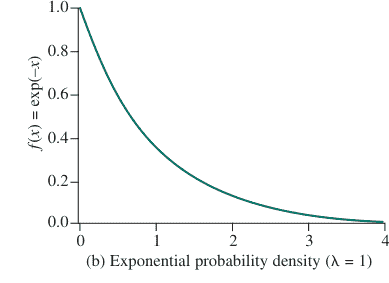 1.0
0.8
0.6
0.4
0.2
0.0
f(x) = exp(–x)
0 1 2 3 4
(b) Exponential probability density (λ = 1)